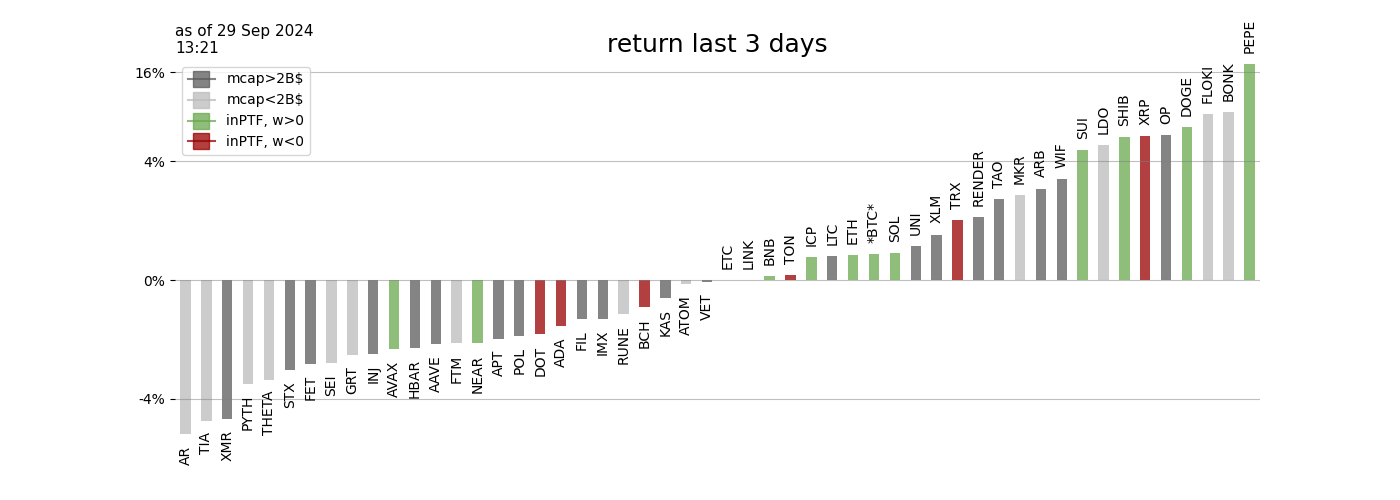 as of 29 Sep 2024
13:21
return last 3 days
mcap>2B$
mcap<2B$
inPTF, w>0
inPTF, w<0
16%
4%
0%
-4%
AR
TIA
XMR
PYTH
THETA
STX
FET
SEI
GRT
INJ
AVAX
HBAR
AAVE
FTM
NEAR
APT
POL
DOT
ADA
FIL
IMX
RUNE
BCH
KAS
ATOM
VET
ETC
LINK
BNB
TON
ICP
LTC
ETH
*BTC*
SOL
UNI
XLM
TRX
RENDER
TAO
MKR
ARB
WIF
SUI
LDO
SHIB
XRP
OP
DOGE
FLOKI
BONK
PEPE